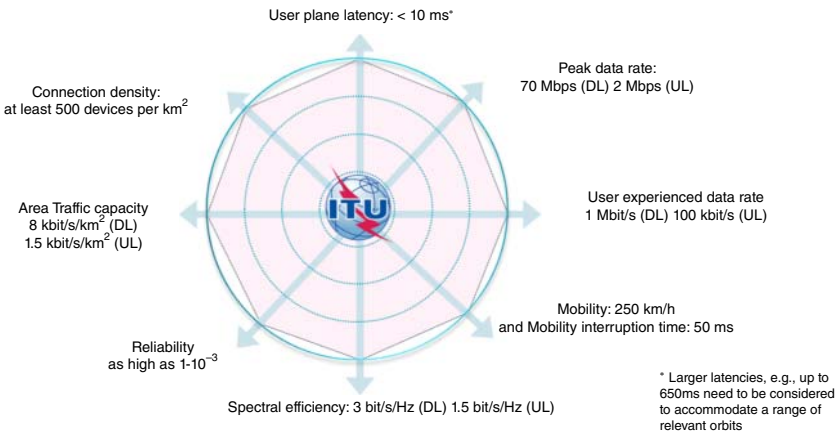 User plane latency: < 10 ms*
Peak data rate:
70 Mbps (DL) 2 Mbps (UL)
Connection density:
at least 500 devices per km²
User experienced data rate
1 Mbit/s (DL) 100 kbit/s (UL)
Area Traffic capacity
8 kbit/s/km² (DL)
1.5 kbit/s/km² (UL)
ITU
Mobility: 250 km/h
and Mobility interruption time: 50 ms
Reliability
as high as 1-10⁻³
Spectral efficiency: 3 bit/s/Hz (DL) 1.5 bit/s/Hz (UL)
* Larger latencies, e.g., up to
650ms need to be considered
to accommodate a range of
relevant orbits